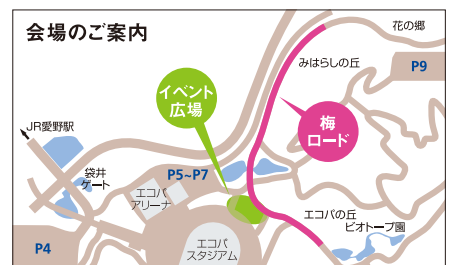 会場のご案内
花の郷
みはらしの丘
P9
イベント
広場
梅
ロード
JR愛野駅
袋井
ゲート
P5~P7
エコパ
アリーナ
エコパの丘
ビオトープ園
P4
エコパ
スタジアム